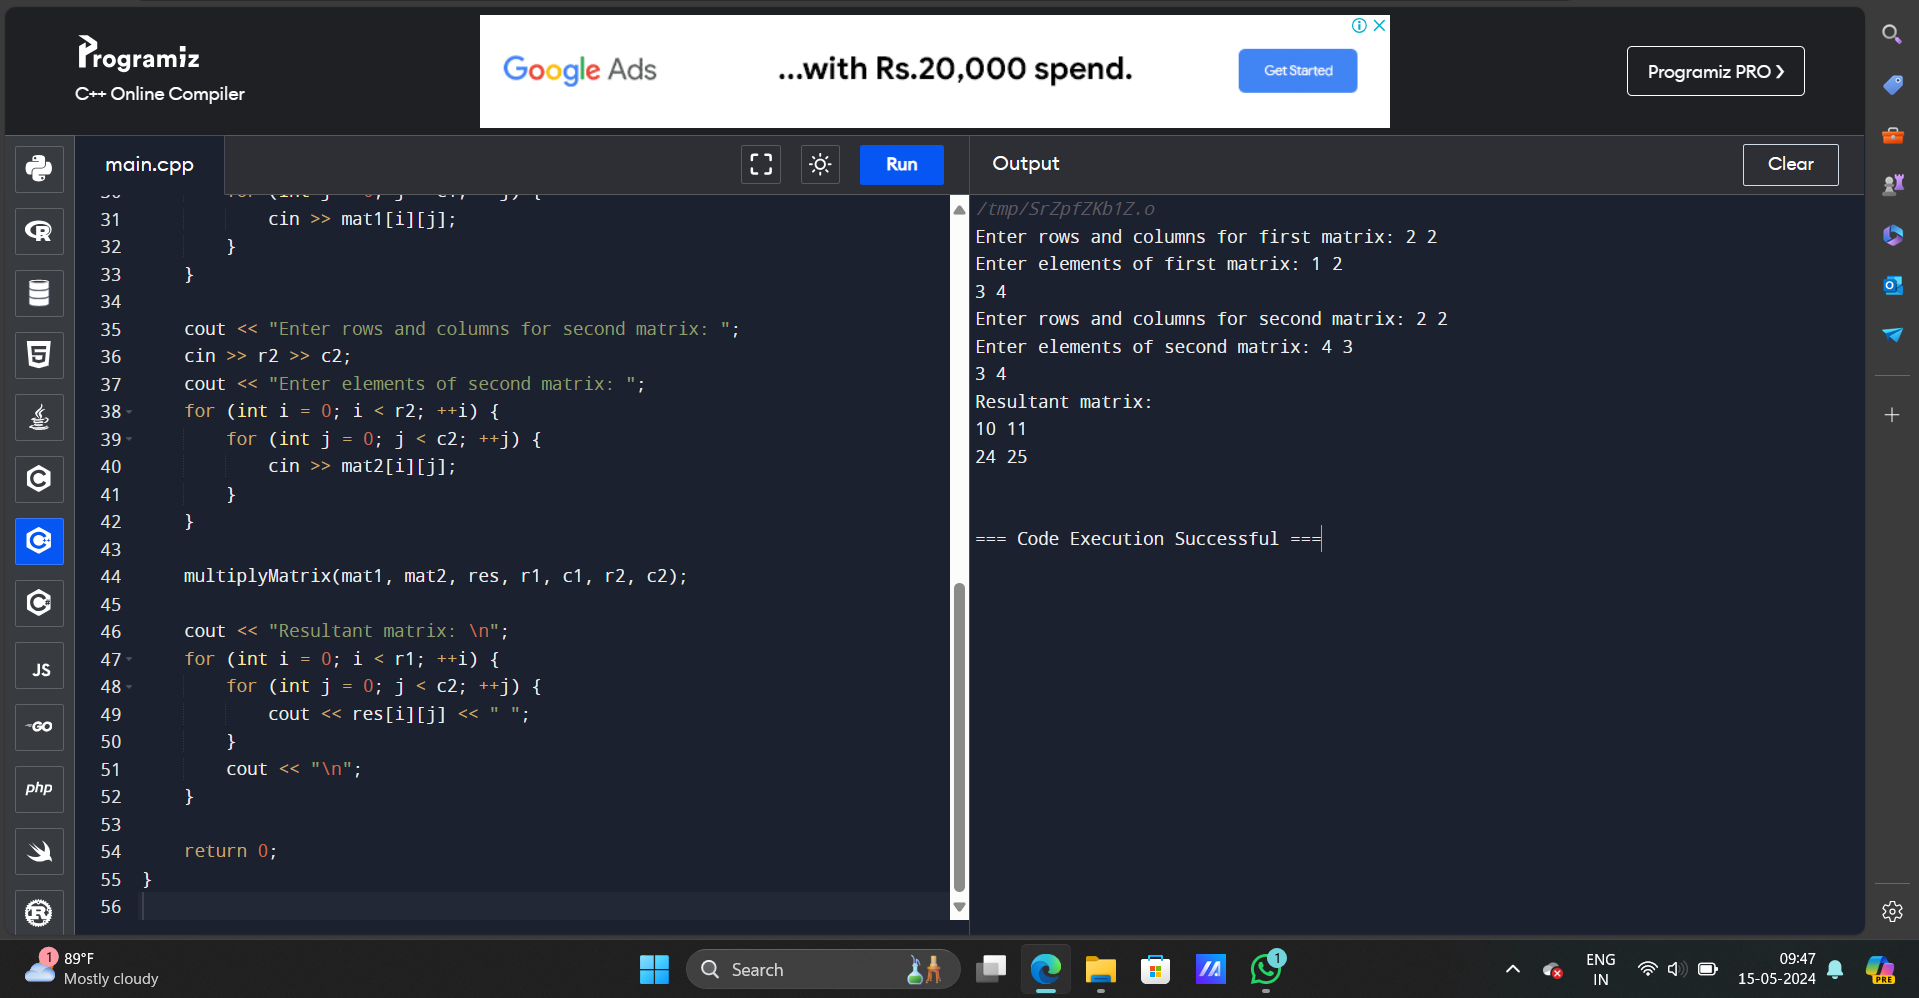 Programiz
C++ Online Compiler
Google Ads
...with Rs.20,000 spend.
Get Started
Programiz PRO ❯
main.cpp
Run
Output
Clear
30 for (int j = 0; j < c1; ++j) {
31 cin >> mat1[i][j];
32 }
33 }
34
35 cout << "Enter rows and columns for second matrix: ";
36 cin >> r2 >> c2;
37 cout << "Enter elements of second matrix: ";
38 for (int i = 0; i < r2; ++i) {
39 for (int j = 0; j < c2; ++j) {
40 cin >> mat2[i][j];
41 }
42 }
43
44 multiplyMatrix(mat1, mat2, res, r1, c1, r2, c2);
45
46 cout << "Resultant matrix: \n";
47 for (int i = 0; i < r1; ++i) {
48 for (int j = 0; j < c2; ++j) {
49 cout << res[i][j] << " ";
50 }
51 cout << "\n";
52 }
53
54 return 0;
55 }
56
/tmp/SrZpfZKb1Z.o
Enter rows and columns for first matrix: 2 2
Enter elements of first matrix: 1 2
3 4
Enter rows and columns for second matrix: 2 2
Enter elements of second matrix: 4 3
3 4
Resultant matrix:
10 11
24 25
=== Code Execution Successful ===
R
5
C
C++
C#
JS
GO
php
R
1
89°F
Mostly cloudy
Search
1
ENG
IN
09:47
15-05-2024
PRE